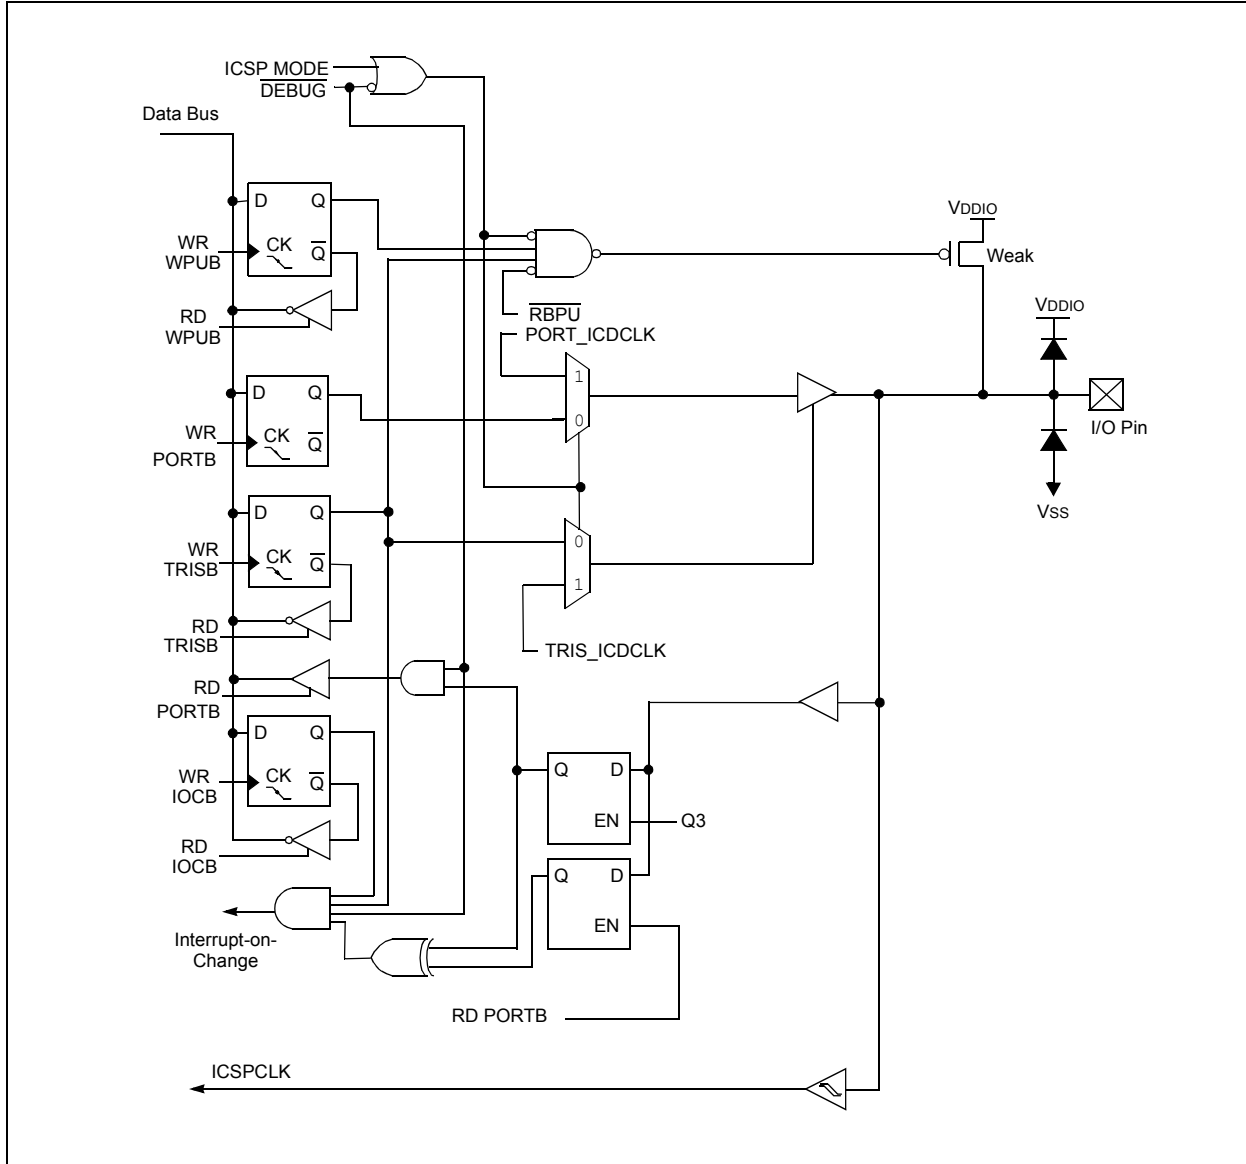 ICSP MODE
DEBUG
Data Bus
D Q
CK Q
WR
WPUB
RD
WPUB
VDDIO
Weak
RBPU
PORT_ICDCLK
VDDIO
1
0
I/O Pin
VSS
D Q
CK Q
WR
PORTB
D Q
CK Q
WR
TRISB
0
1
RD
TRISB
TRIS_ICDCLK
RD
PORTB
D Q
CK Q
WR
IOCB
RD
IOCB
Q D
EN
Q3
Q D
EN
Interrupt-on-
Change
RD PORTB
ICSPCLK